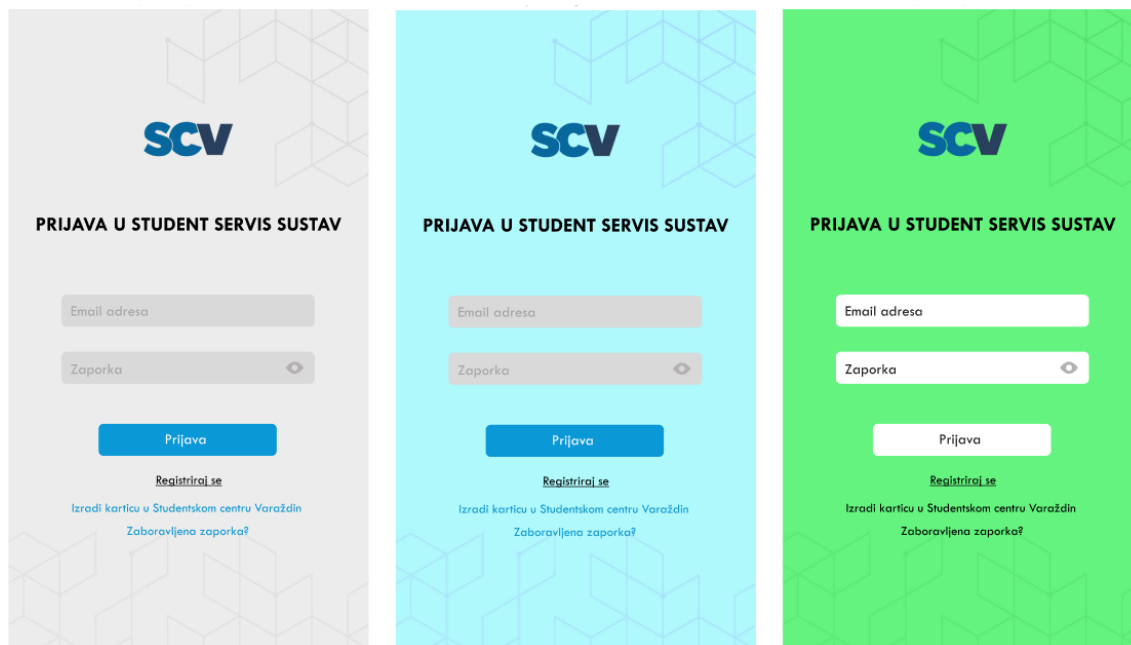 SCV
PRIJAVA U STUDENT SERVIS SUSTAV
Email adresa
Zaporka
Prijava
Registriraj se
Izradi karticu u Studentskom centru Varaždin
Zaboravljena zaporka?
SCV
PRIJAVA U STUDENT SERVIS SUSTAV
Email adresa
Zaporka
Prijava
Registriraj se
Izradi karticu u Studentskom centru Varaždin
Zaboravljena zaporka?
SCV
PRIJAVA U STUDENT SERVIS SUSTAV
Email adresa
Zaporka
Prijava
Registriraj se
Izradi karticu u Studentskom centru Varaždin
Zaboravljena zaporka?